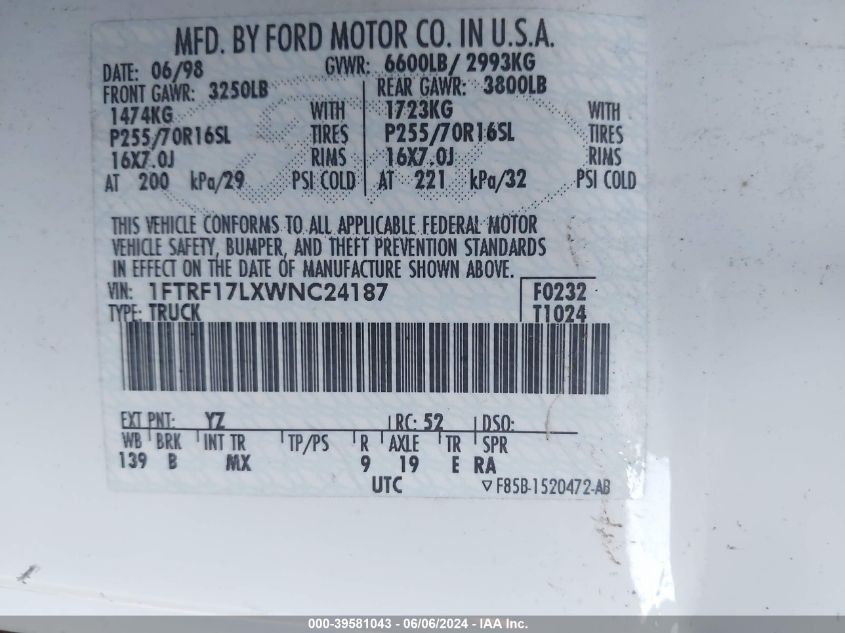 MFD. BY FORD MOTOR CO. IN U.S.A.
DATE: 06/98 GVWR: 6600LB/ 2993KG
FRONT GAWR: 3250LB REAR GAWR: 3800LB
1474KG WITH 1723KG WITH
P255/70R16SL TIRES P255/70R16SL TIRES
16X7.0J RIMS 16X7.0J RIMS
AT 200 kPa/29 PSI COLD AT 221 kPa/32 PSI COLD
THIS VEHICLE CONFORMS TO ALL APPLICABLE FEDERAL MOTOR
VEHICLE SAFETY, BUMPER, AND THEFT PREVENTION STANDARDS
IN EFFECT ON THE DATE OF MANUFACTURE SHOWN ABOVE.
VIN: 1FTRF17LXWNC24187 F0232
TYPE: TRUCK T1024
EXT PNT: YZ RC: 52 DSO:
WB BRK INT TR TP/PS R AXLE TR SPR
139 B MX 9 19 E RA
UTC ▽ F85B-1520472-AB
000-39581043 - 06/06/2024 - IAA Inc.